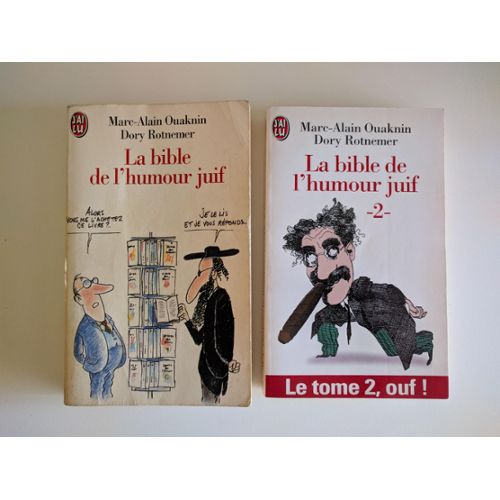 J'AI LU
Marc-Alain Ouaknin
Dory Rotnemer
La bible
de l'humour juif
ALORS
VOUS ME L'ACHETEZ
CE LIVRE ?
JE LE LIS
ET JE VOUS RÉPONDS...
J'AI LU
Marc-Alain Ouaknin
Dory Rotnemer
La bible de
l'humour juif
-2-
Le tome 2, ouf !